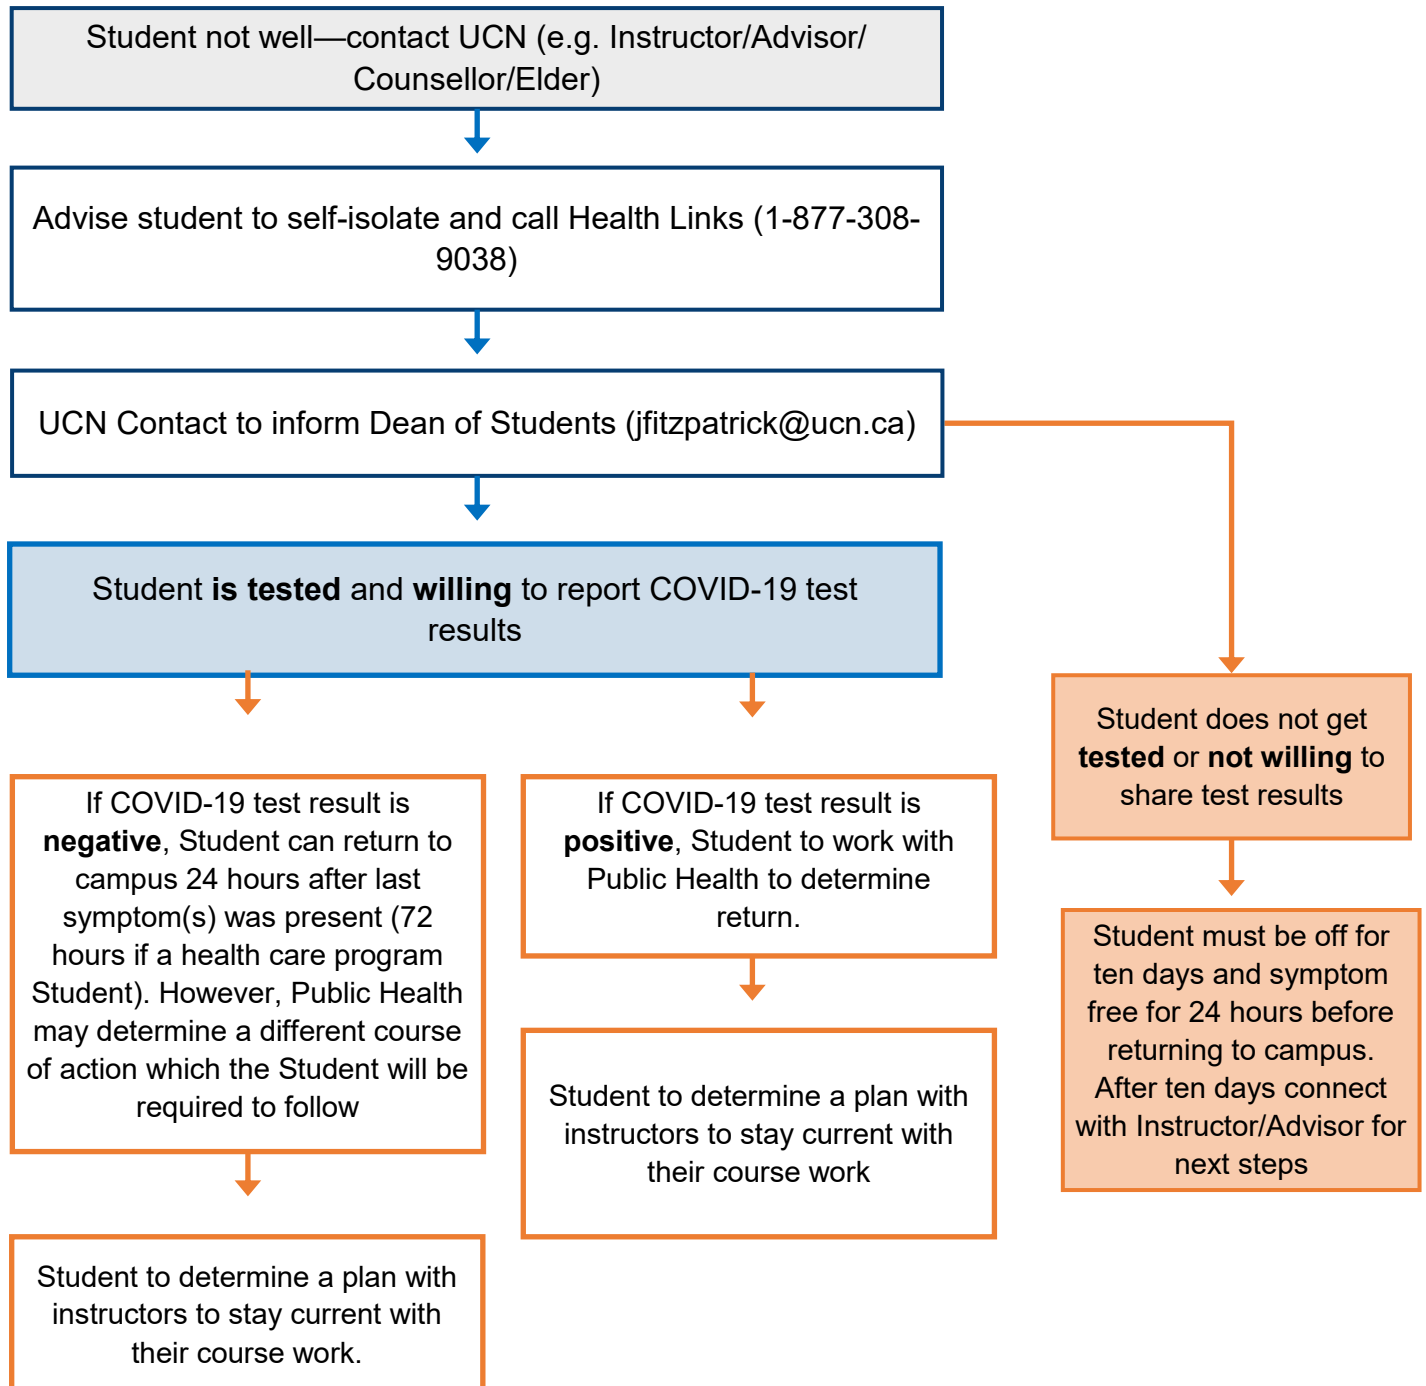 Student not well—contact UCN (e.g. Instructor/Advisor/
Counsellor/Elder)
Advise student to self-isolate and call Health Links (1-877-308-
9038)
UCN Contact to inform Dean of Students (jfitzpatrick@ucn.ca)
Student is tested and willing to report COVID-19 test
results
If COVID-19 test result is
negative, Student can return to
campus 24 hours after last
symptom(s) was present (72
hours if a health care program
Student). However, Public Health
may determine a different course
of action which the Student will be
required to follow
Student to determine a plan with
instructors to stay current with
their course work.
If COVID-19 test result is
positive, Student to work with
Public Health to determine
return.
Student to determine a plan with
instructors to stay current with
their course work
Student does not get
tested or not willing to
share test results
Student must be off for
ten days and symptom
free for 24 hours before
returning to campus.
After ten days connect
with Instructor/Advisor for
next steps